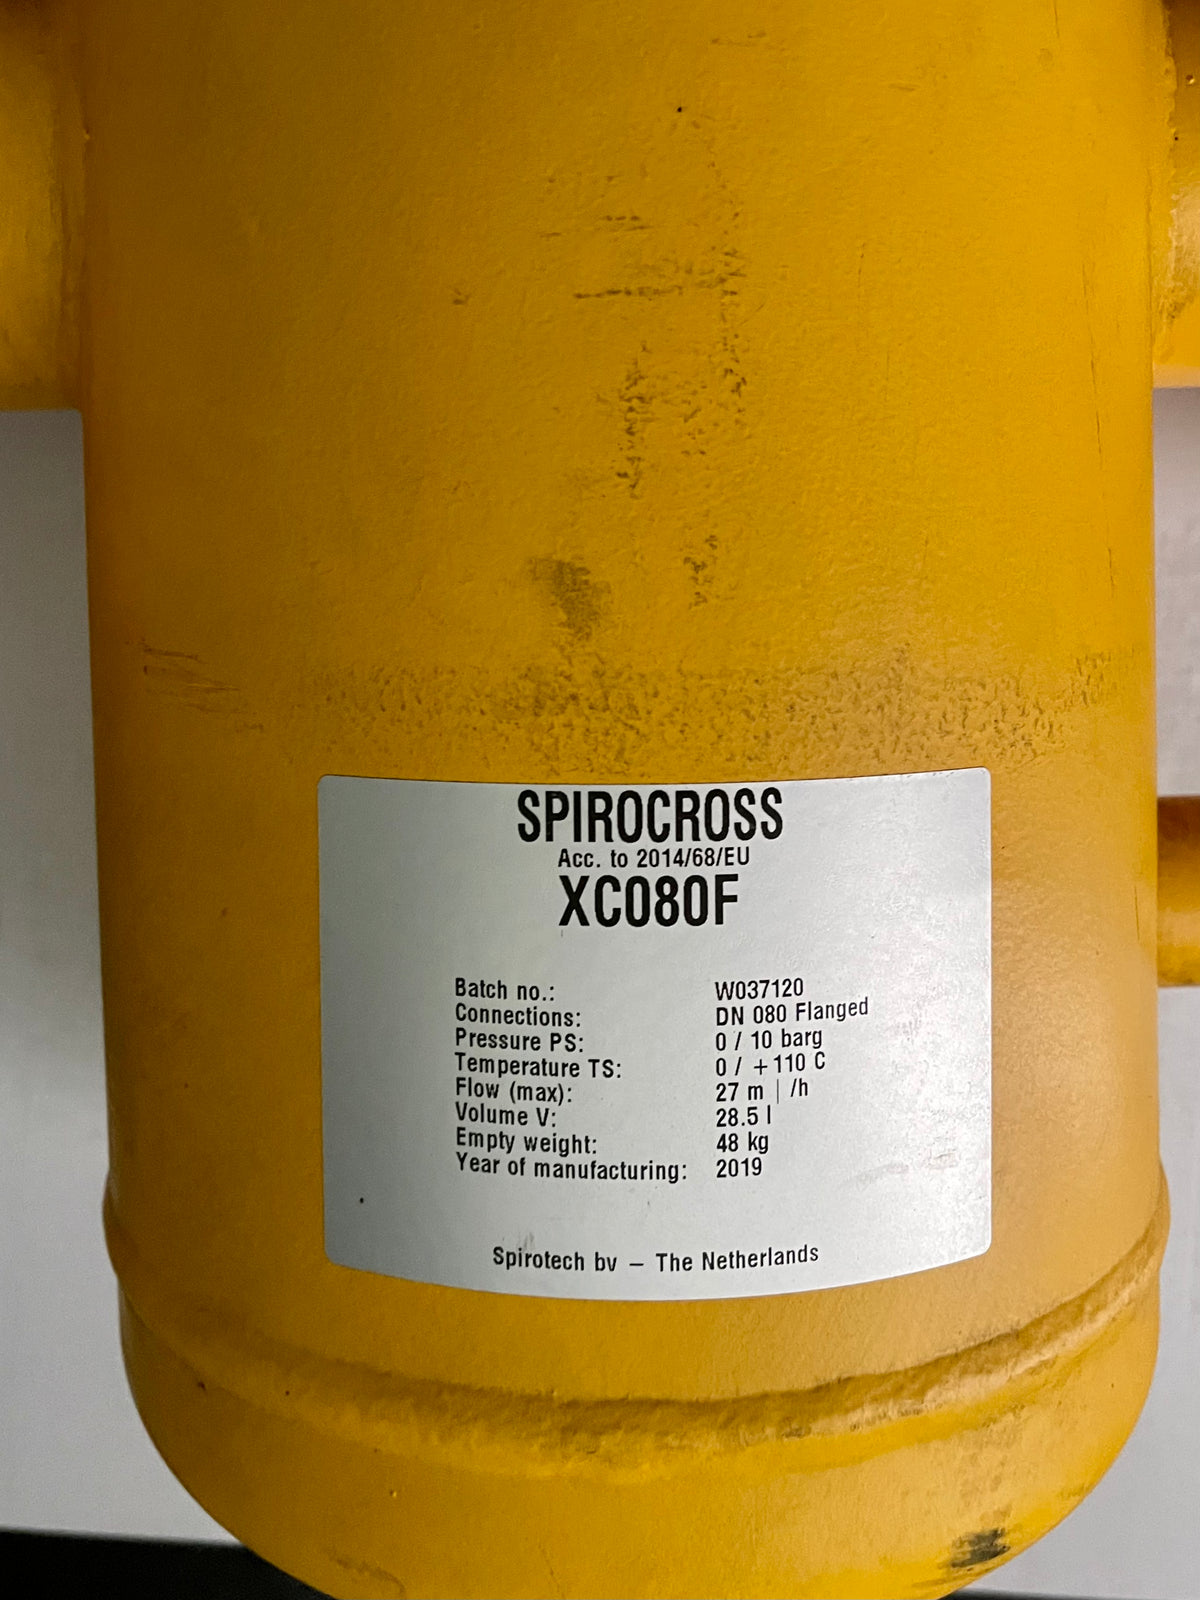 SPIROCROSS
Acc. to 2014/68/EU
XC080F
Batch no.: W037120
Connections: DN 080 Flanged
Pressure PS: 0 / 10 barg
Temperature TS: 0 / +110 C
Flow (max): 27 m | /h
Volume V: 28.5 l
Empty weight: 48 kg
Year of manufacturing: 2019
Spirotech bv – The Netherlands